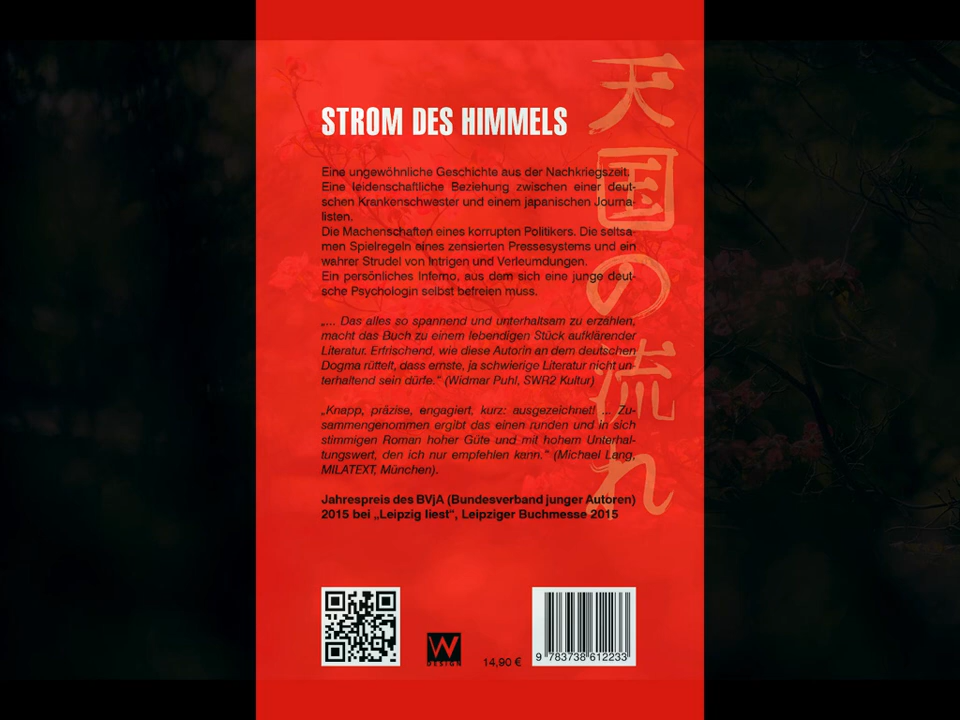 STROM DES HIMMELS
Eine ungewöhnliche Geschichte aus der Nachkriegszeit.
Eine leidenschaftliche Beziehung zwischen einer deut-
schen Krankenschwester und einem japanischen Journa-
listen.
Die Machenschaften eines korrupten Politikers. Die seltsa-
men Spielregeln eines zensierten Pressesystems und ein
wahrer Strudel von Intrigen und Verleumdungen.
Ein persönliches Inferno, aus dem sich eine junge deut-
sche Psychologin selbst befreien muss.
„... Das alles so spannend und unterhaltsam zu erzählen,
macht das Buch zu einem lebendigen Stück aufklärender
Literatur. Erfrischend, wie diese Autorin an dem deutschen
Dogma rüttelt, dass ernste, ja schwierige Literatur nicht un-
terhaltend sein dürfe.“ (Widmar Puhl, SWR2 Kultur)
„Knapp, präzise, engagiert, kurz: ausgezeichnet! ... Zu-
sammengenommen ergibt das einen runden und in sich
stimmigen Roman hoher Güte und mit hohem Unterhal-
tungswert, den ich nur empfehlen kann.“ (Michael Lang,
MILATEXT, München).
Jahrespreis des BVjA (Bundesverband junger Autoren)
2015 bei „Leipzig liest“, Leipziger Buchmesse 2015
天国の流れ
W
DESIGN
14,90 €
9 783738 612233